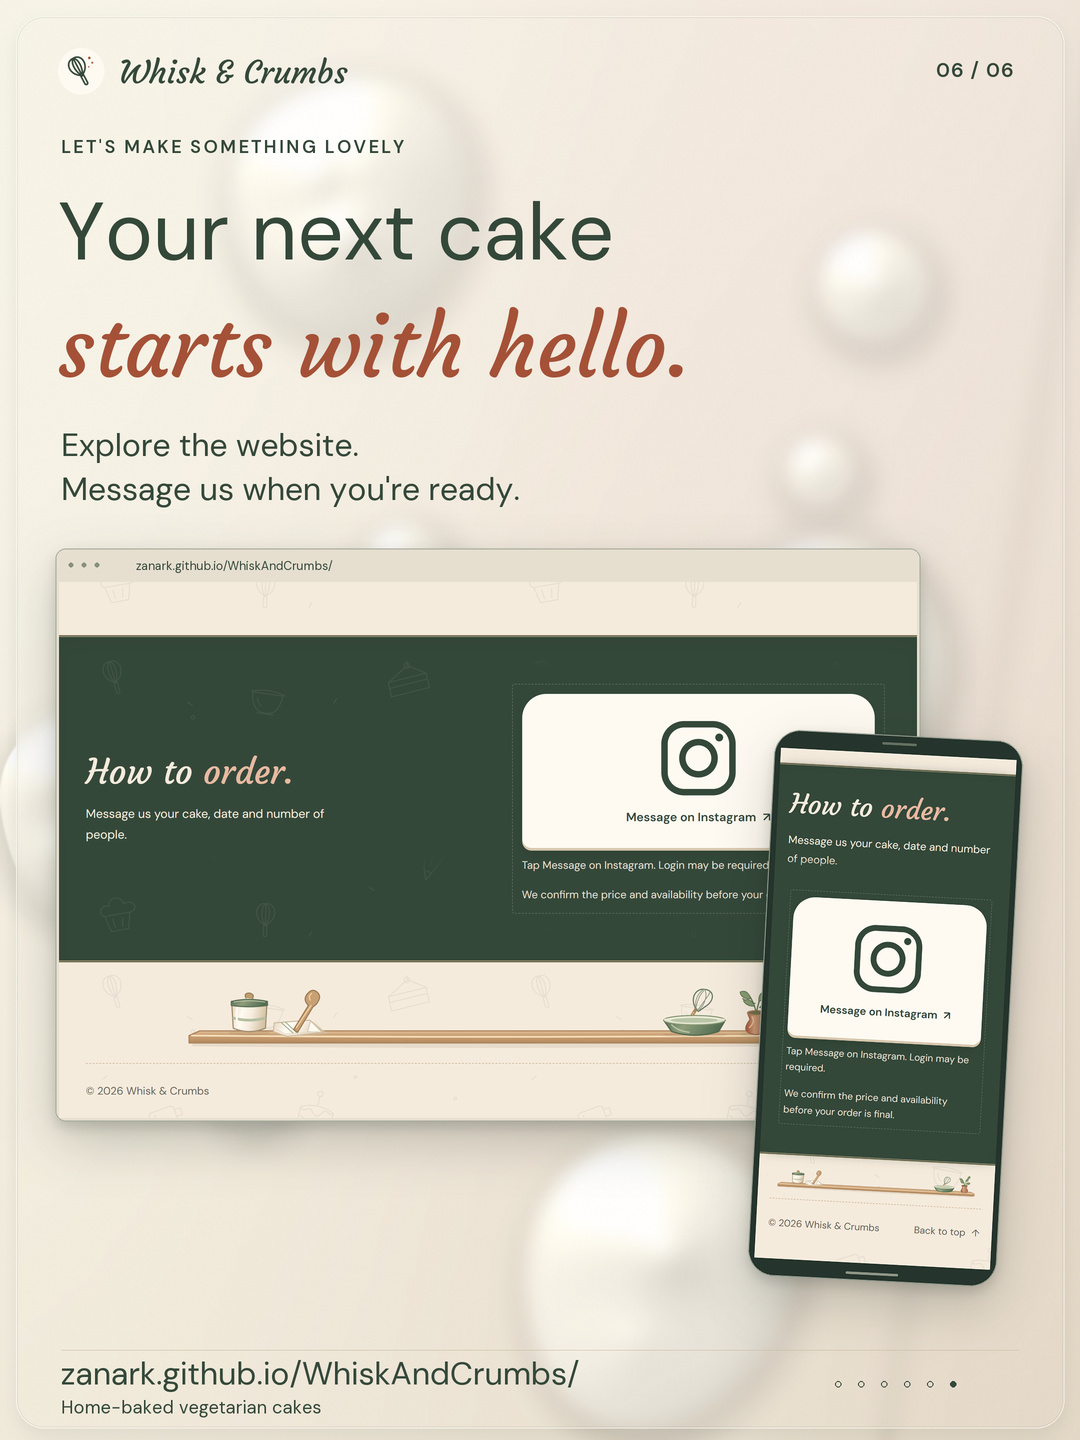 Whisk & Crumbs
06 / 06
LET'S MAKE SOMETHING LOVELY
Your next cake
starts with hello.
Explore the website.
Message us when you're ready.
zanark.github.io/WhiskAndCrumbs/
How to order.
Message us your cake, date and number of
people.
Message on Instagram ↗
Tap Message on Instagram. Login may be required
We confirm the price and availability before your
© 2026 Whisk & Crumbs
How to order.
Message us your cake, date and number
of people.
Message on Instagram ↗
Tap Message on Instagram. Login may be
required.
We confirm the price and availability
before your order is final.
© 2026 Whisk & Crumbs
Back to top ↑
zanark.github.io/WhiskAndCrumbs/
Home-baked vegetarian cakes